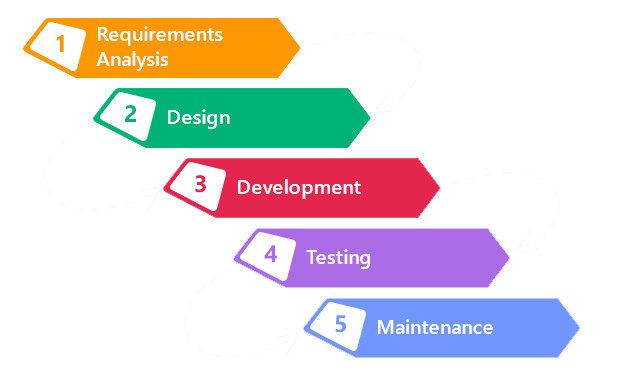 1
Requirements
Analysis
2
Design
3
Development
4
Testing
5
Maintenance